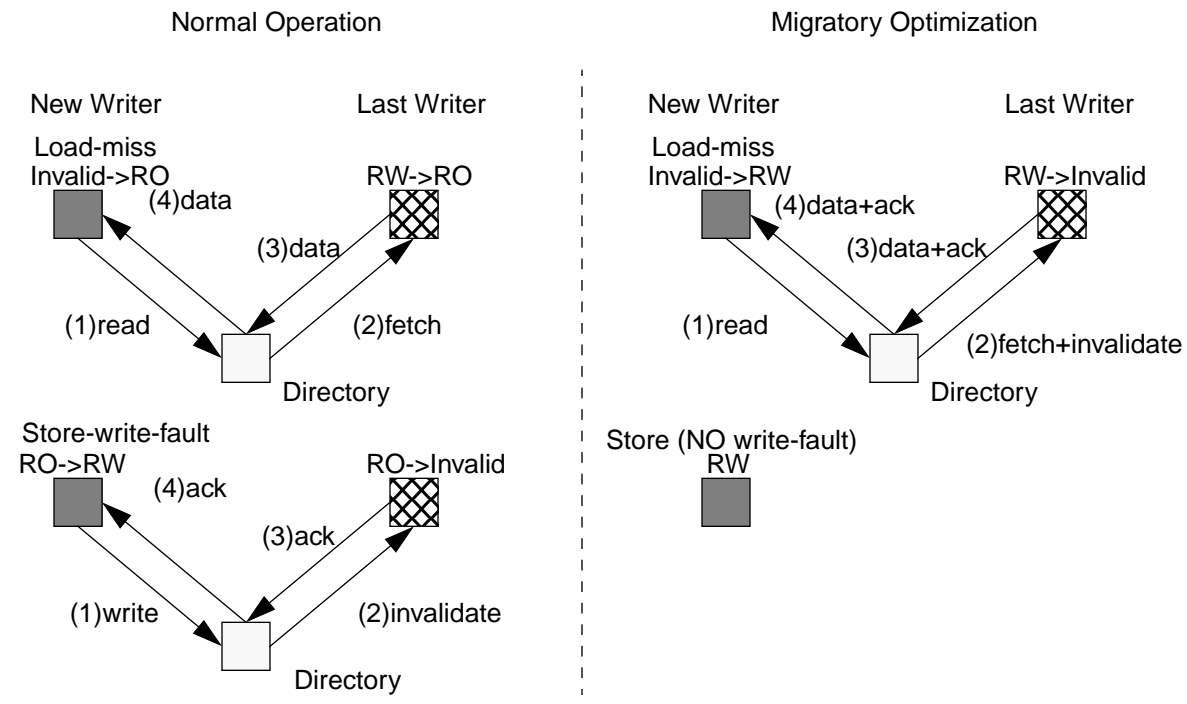 Normal Operation
New Writer
Last Writer
Load-miss
Invalid->RO
RW->RO
(4)data
(3)data
(1)read
(2)fetch
Directory
Store-write-fault
RO->RW
RO->Invalid
(4)ack
(3)ack
(1)write
(2)invalidate
Directory
Migratory Optimization
New Writer
Last Writer
Load-miss
Invalid->RW
RW->Invalid
(4)data+ack
(3)data+ack
(1)read
(2)fetch+invalidate
Directory
Store (NO write-fault)
RW